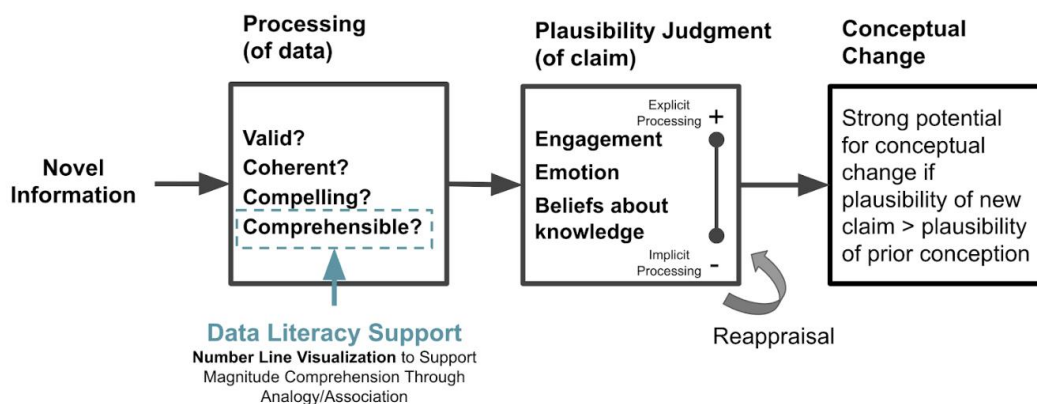 Novel
Information
Processing
(of data)
Valid?
Coherent?
Compelling?
Comprehensible?
Data Literacy Support
Number Line Visualization to Support
Magnitude Comprehension Through
Analogy/Association
Plausibility Judgment
(of claim)
Explicit
Processing +
Engagement
Emotion
Beliefs about
knowledge
Implicit
Processing -
Reappraisal
Conceptual
Change
Strong potential
for conceptual
change if
plausibility of new
claim > plausibility
of prior conception